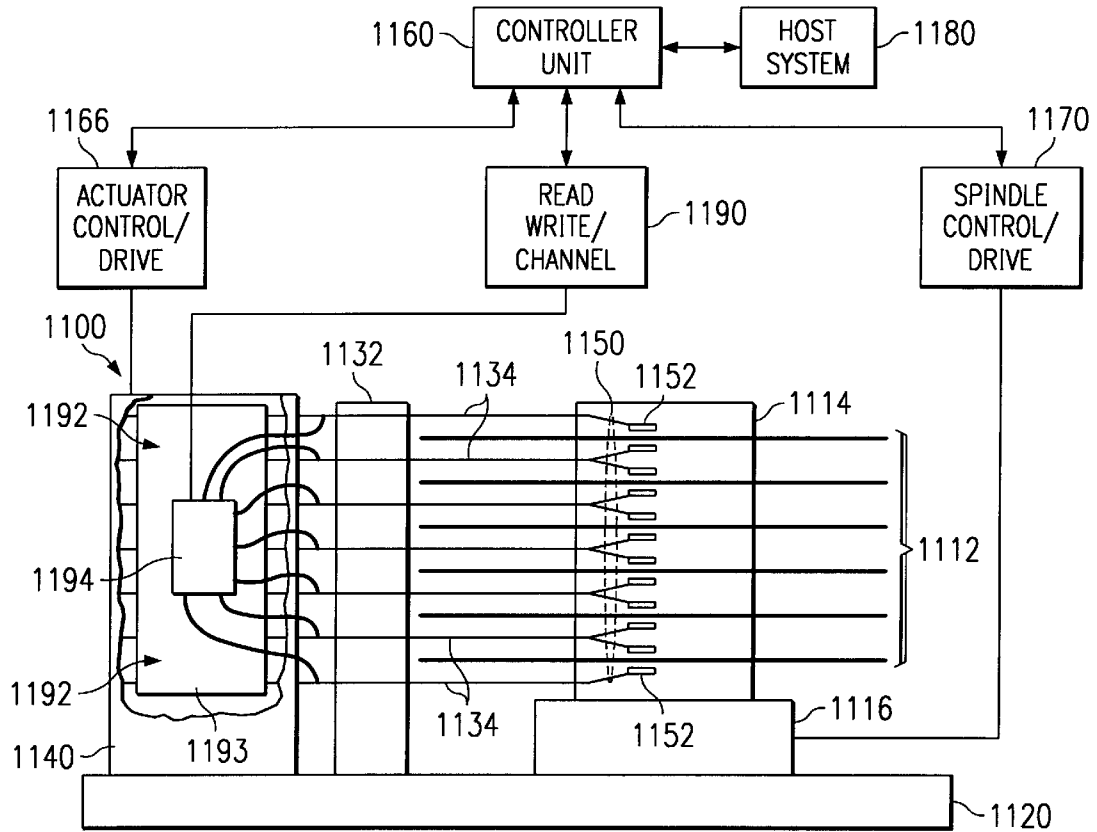 1160
CONTROLLER
UNIT
HOST
SYSTEM
1180
1166
ACTUATOR
CONTROL/
DRIVE
READ
WRITE/
CHANNEL
1190
1170
SPINDLE
CONTROL/
DRIVE
1100
1132
1134
1150
1152
1114
1192
1112
1194
1192
1193
1134
1152
1116
1140
1120